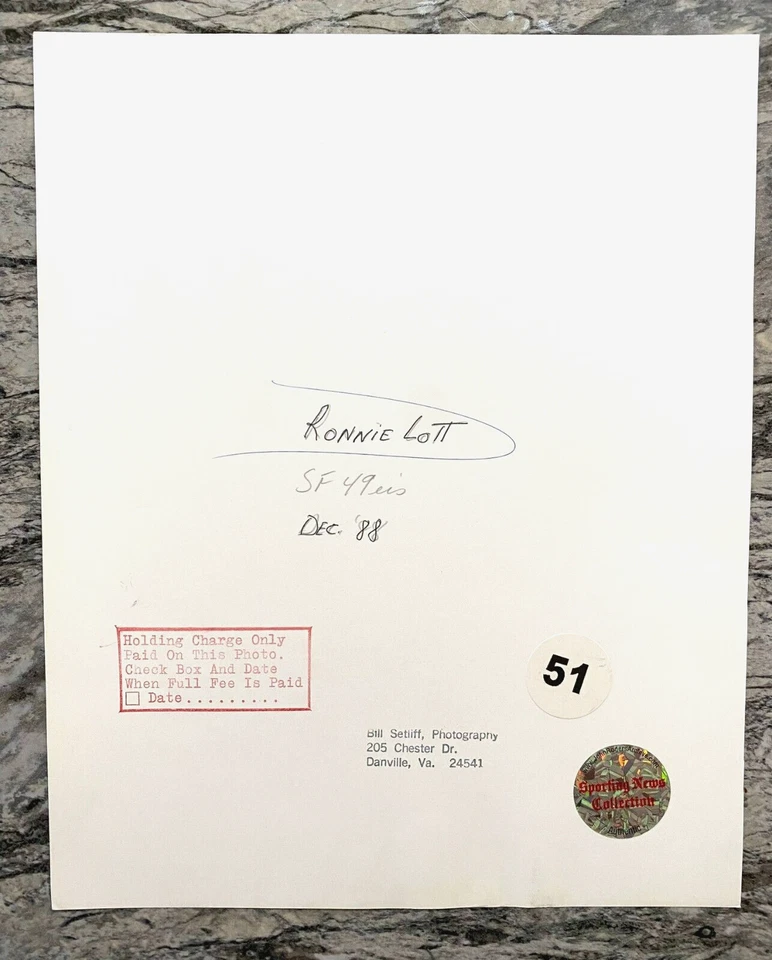 RONNIE LOTT
SF 49ers
DEC. '88
Holding Charge Only
Paid On This Photo.
Check Box And Date
When Full Fee Is Paid
Date.........
51
Bill Setliff, Photography
205 Chester Dr.
Danville, Va. 24541
Sporting News
Collection
Authentic